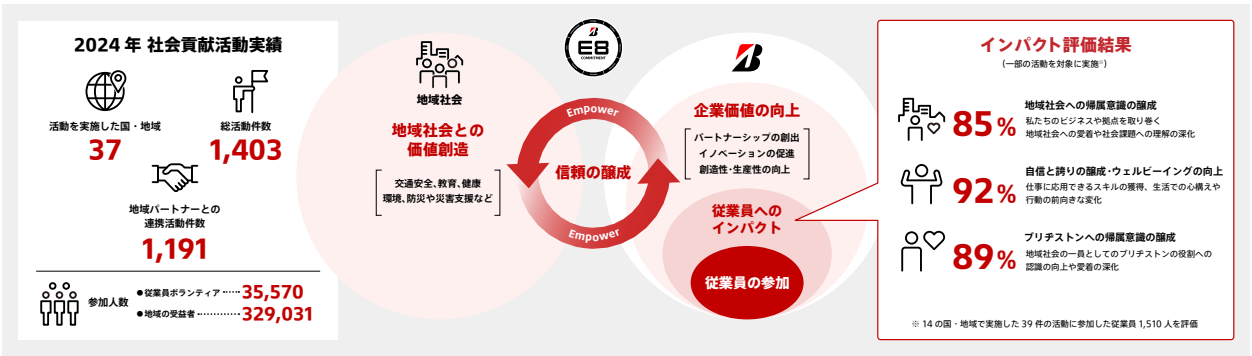 2024 年 社会貢献活動実績
活動を実施した国・地域
37
総活動件数
1,403
地域パートナーとの
連携活動件数
1,191
参加人数
●従業員ボランティア …… 35,570
●地域の受益者 ………… 329,031
地域社会
地域社会との
価値創造
交通安全、教育、健康
環境、防災や災害支援など
E8
COMMITMENT
Empower
信頼の醸成
Empower
B
企業価値の向上
パートナーシップの創出
イノベーションの促進
創造性・生産性の向上
従業員への
インパクト
従業員の参加
インパクト評価結果
（一部の活動を対象に実施※）
85%
地域社会への帰属意識の醸成
私たちのビジネスや拠点を取り巻く
地域社会への愛着や社会課題への理解の深化
92%
自信と誇りの醸成・ウェルビーイングの向上
仕事に応用できるスキルの獲得、生活での心構えや
行動の前向きな変化
89%
ブリヂストンへの帰属意識の醸成
地域社会の一員としてのブリヂストンの役割への
認識の向上や愛着の深化
※ 14 の国・地域で実施した 39 件の活動に参加した従業員 1,510 人を評価